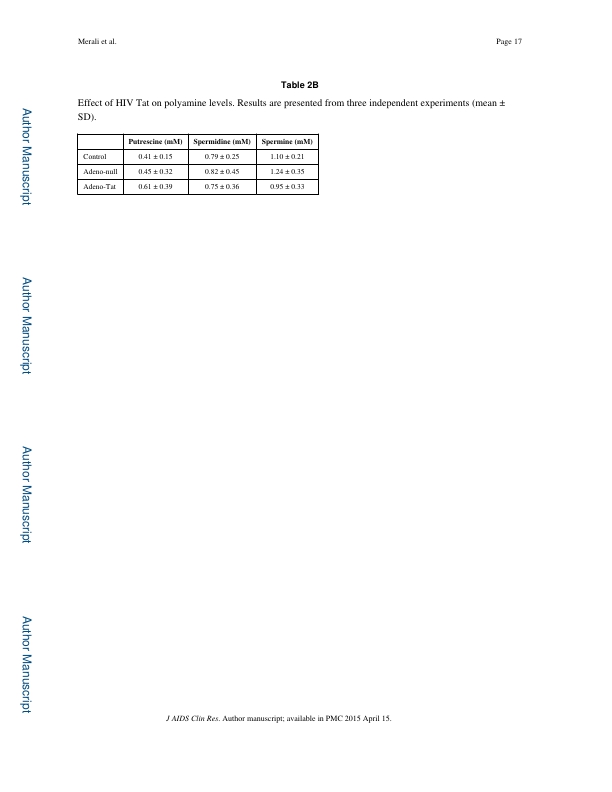 Merali et al. Page 17
Table 2B
Effect of HIV Tat on polyamine levels. Results are presented from three independent experiments (mean ±
SD).
Putrescine (mM) Spermidine (mM) Spermine (mM)
Control 0.41 ± 0.15 0.79 ± 0.25 1.10 ± 0.21
Adeno-null 0.45 ± 0.32 0.82 ± 0.45 1.24 ± 0.35
Adeno-Tat 0.61 ± 0.39 0.75 ± 0.36 0.95 ± 0.33
Author Manuscript
Author Manuscript
Author Manuscript
Author Manuscript
J AIDS Clin Res. Author manuscript; available in PMC 2015 April 15.